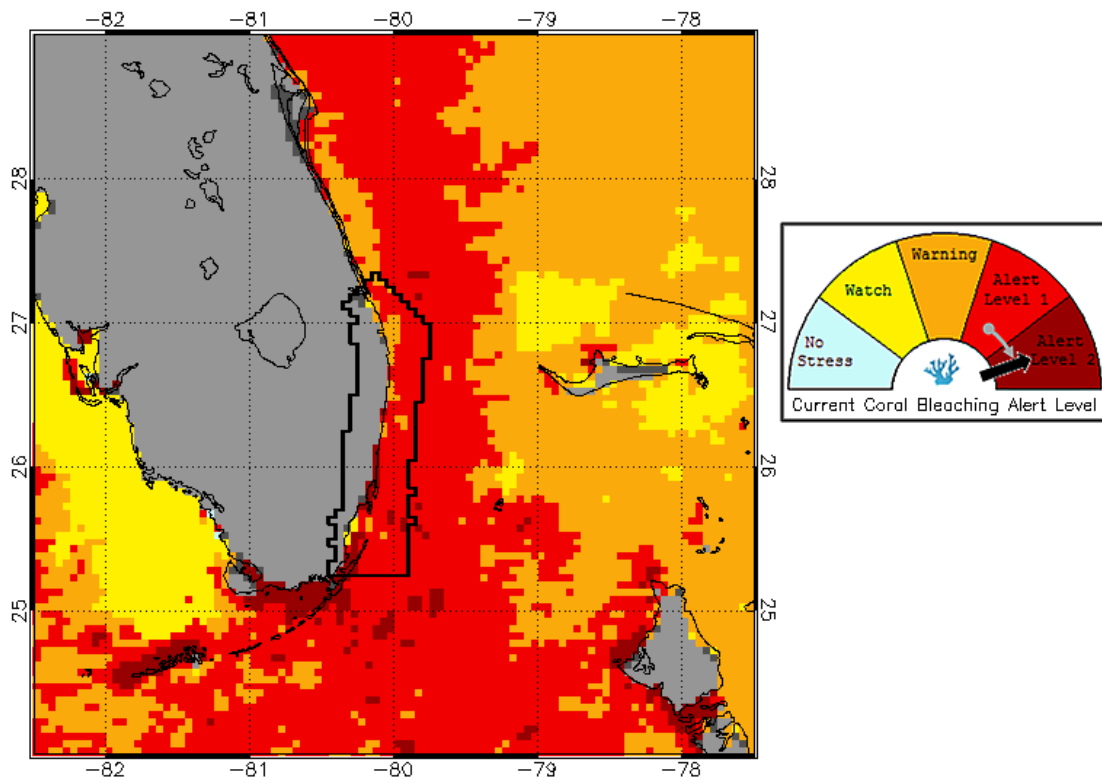 -82 -81 -80 -79 -78
28 28
27 27
26 26
25 25
-82 -81 -80 -79 -78
Warning
Watch
Alert
Level 1
No
Stress
Alert
Level 2
Current Coral Bleaching Alert Level